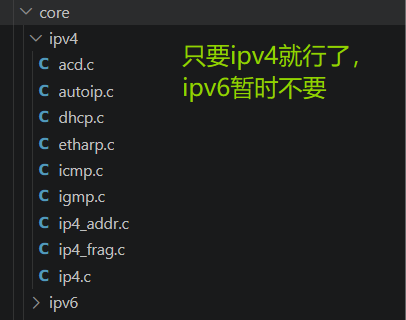 core
ipv4
只要ipv4就行了，
ipv6暂时不要
C acd.c
C autoip.c
C dhcp.c
C etharp.c
C icmp.c
C igmp.c
C ip4_addr.c
C ip4_frag.c
C ip4.c
ipv6